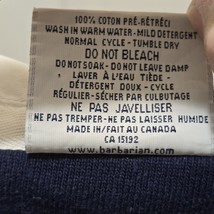 100% COTON PRÉ-RÉTRÉCI
WASH IN WARM WATER-MILD DETERGENT
NORMAL CYCLE-TUMBLE DRY
DO NOT BLEACH
DO NOT SOAK-DO NOT LEAVE DAMP
LAVER À L'EAU TIÈDE -
DÉTERGENT DOUX - CYCLE
RÉGULIER-SÉCHER PAR CULBUTAGE
NE PAS JAVELLISER
NE PAS TREMPER-NE PAS LAISSER HUMIDE
MADE IN/FAIT AU CANADA
CA 15192
www.barbarian.com